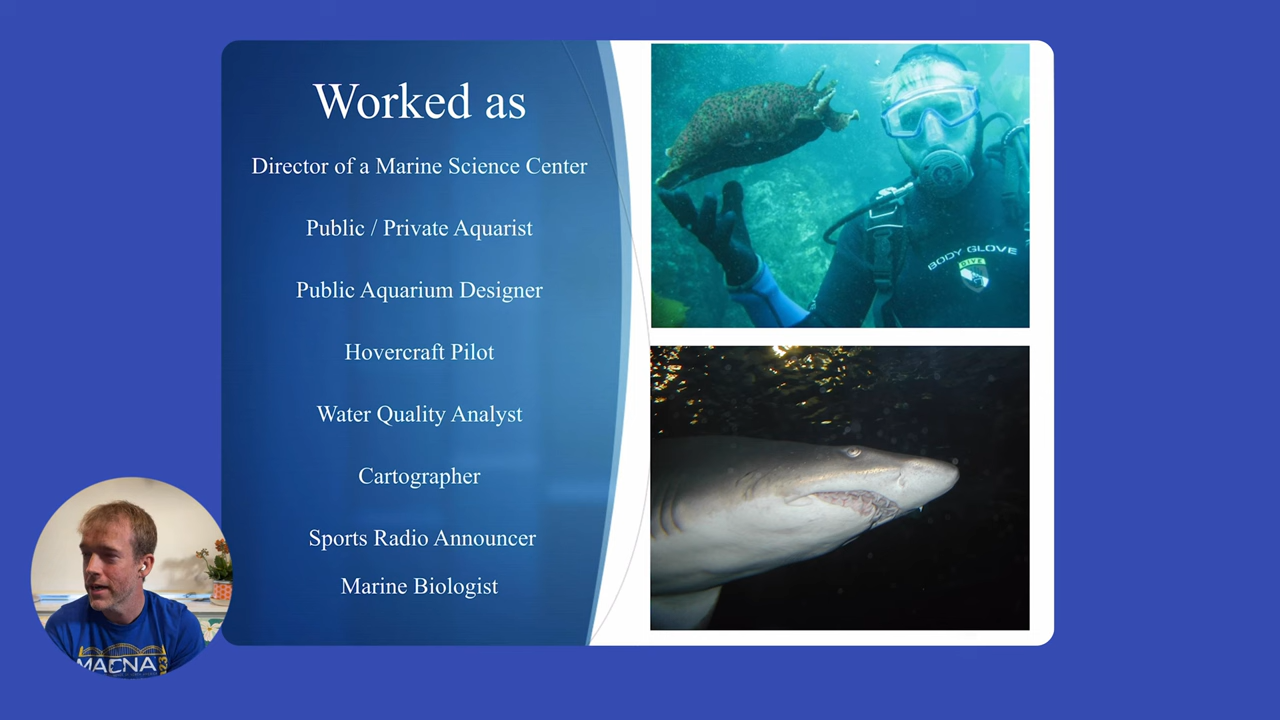 Worked as
Director of a Marine Science Center
Public / Private Aquarist
Public Aquarium Designer
Hovercraft Pilot
Water Quality Analyst
Cartographer
Sports Radio Announcer
Marine Biologist
BODY GLOVE
DIVE
MACNA